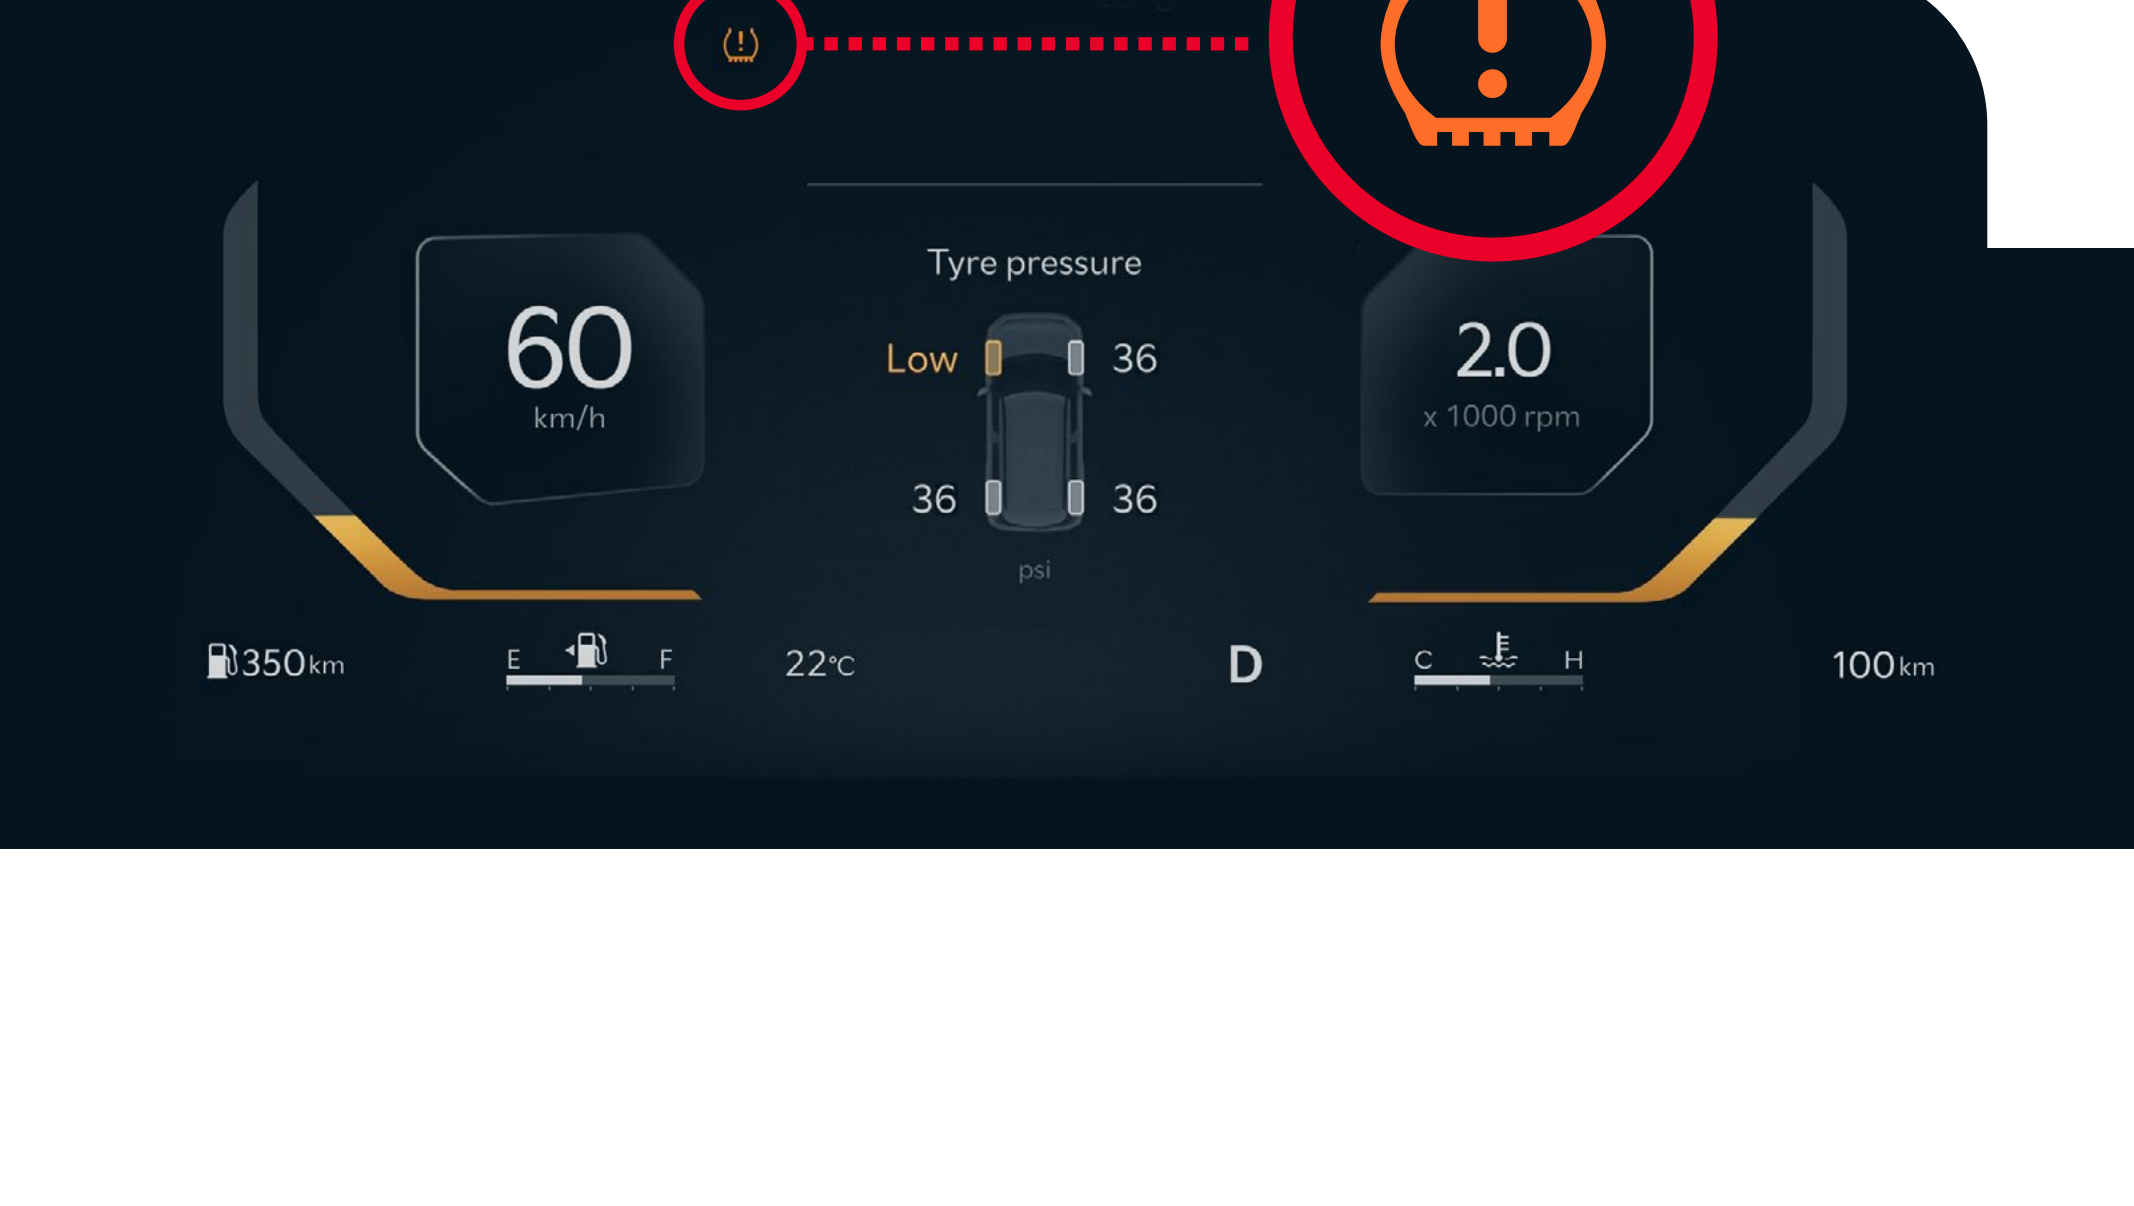 Tyre pressure
60
km/h
Low 36
36 36
psi
2.0
x 1000 rpm
350km
E F
22°C
D
C H
100km